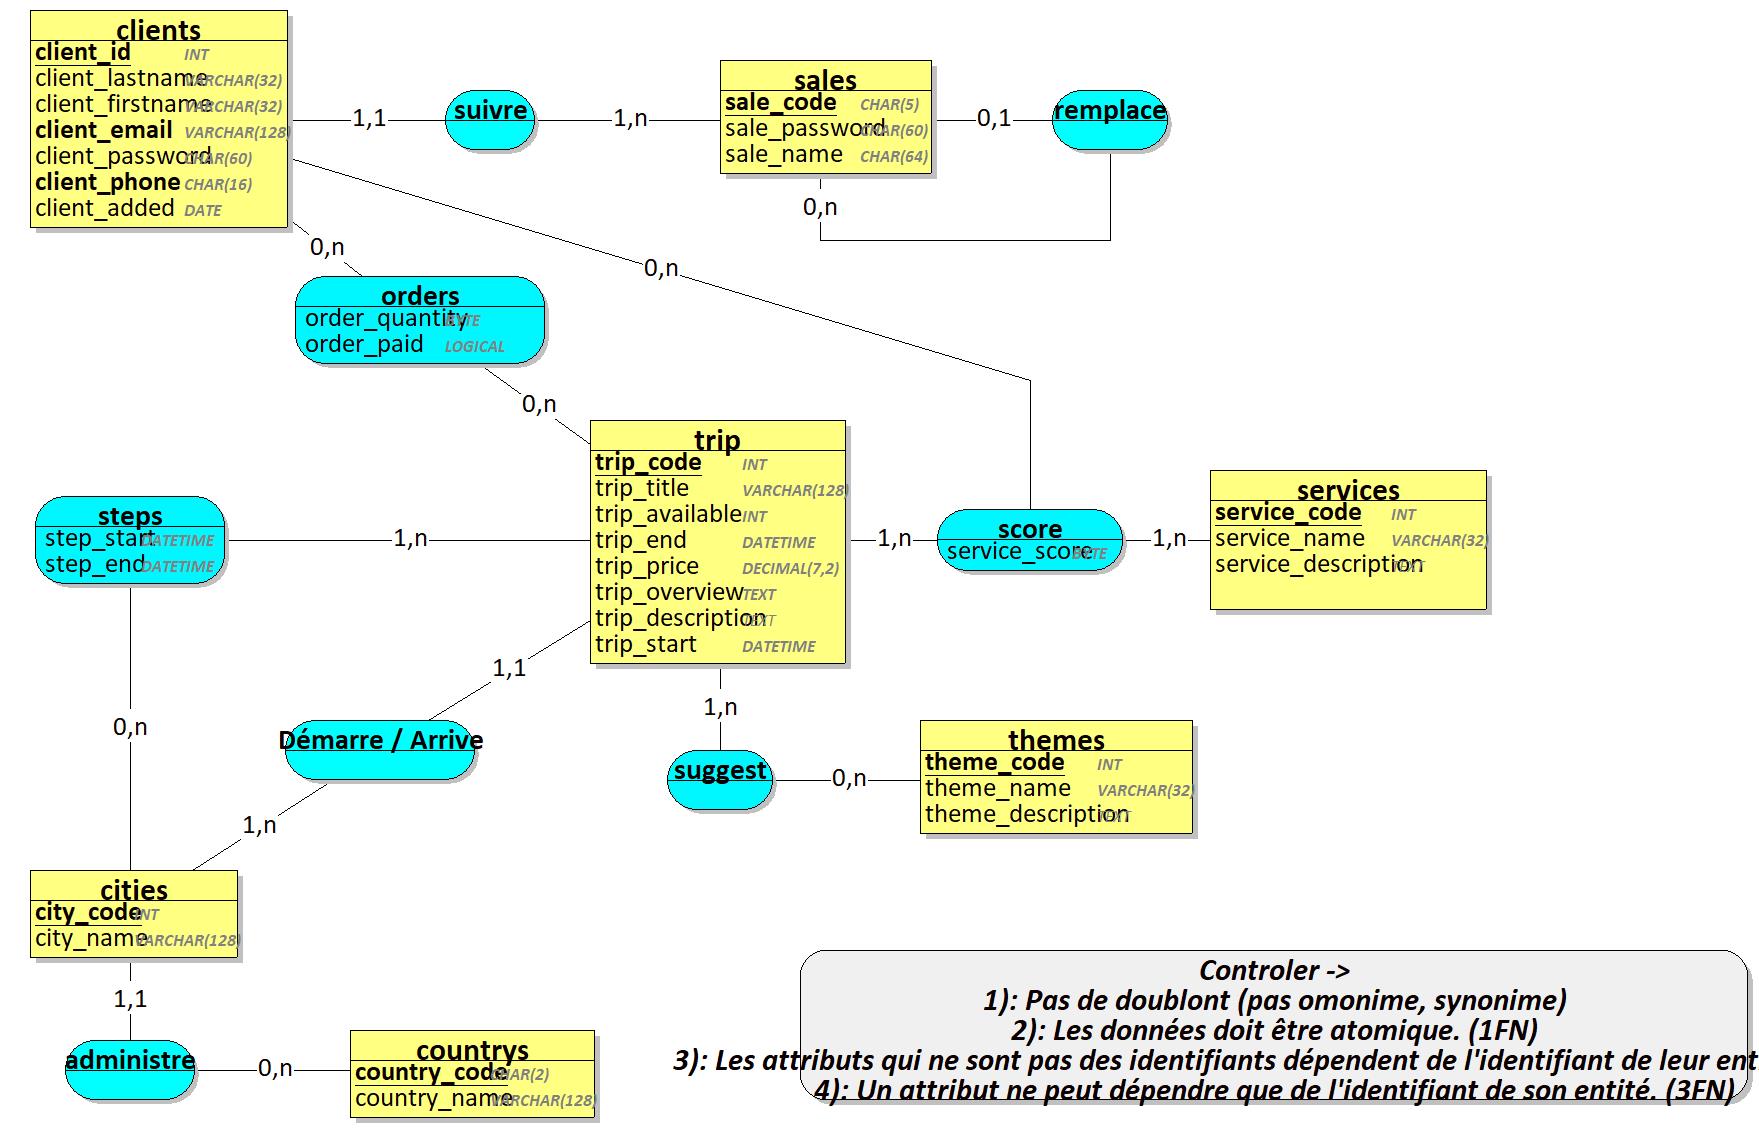 clients
client_id INT
client_lastname VARCHAR(32)
client_firstname VARCHAR(32)
client_email VARCHAR(128)
client_password CHAR(60)
client_phone CHAR(16)
client_added DATE
1,1
suivre
1,n
sales
sale_code CHAR(5)
sale_password CHAR(60)
sale_name CHAR(64)
0,1
remplace
0,n
0,n
0,n
orders
order_quantity BYTE
order_paid LOGICAL
0,n
trip
trip_code INT
trip_title VARCHAR(128)
trip_available INT
trip_end DATETIME
trip_price DECIMAL(7,2)
trip_overview TEXT
trip_description TEXT
trip_start DATETIME
steps
step_start DATETIME
step_end DATETIME
1,n
1,n
score
service_score BYTE
1,n
services
service_code INT
service_name VARCHAR(32)
service_description TEXT
1,1
0,n
Démarre / Arrive
1,n
1,n
suggest
0,n
themes
theme_code INT
theme_name VARCHAR(32)
theme_description TEXT
cities
city_code INT
city_name VARCHAR(128)
1,1
administre
0,n
countrys
country_code CHAR(2)
country_name VARCHAR(128)
Controler ->
1): Pas de doublont (pas omonime, synonime)
2): Les données doit être atomique. (1FN)
3): Les attributs qui ne sont pas des identifiants dépendent de l'identifiant de leur ent
4): Un attribut ne peut dépendre que de l'identifiant de son entité. (3FN)